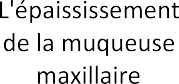 L'épaississement
de la muqueuse
maxillaire